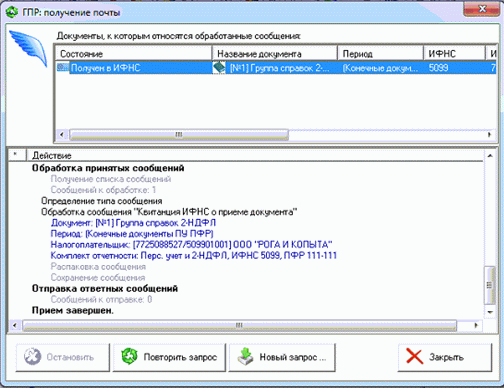 ГПР: получение почты
Документы, к которым относятся обработанные сообщения:
Состояние Название документа Период ИФНС И
Получен в ИФНС [№1] Группа справок 2-... (Конечные докум... 5099 7
* Действие
Обработка принятых сообщений
Получение списка сообщений
Сообщений к обработке: 1
Определение типа сообщения
Обработка сообщения "Квитанция ИФНС о приеме документа"
Документ: [№1] Группа справок 2-НДФЛ
Период: (Конечные документы ПУ ПФР)
Налогоплательщик: [7725088527/509901001] ООО "РОГА И КОПЫТА"
Комплект отчетности: Перс. учет и 2-НДФЛ, ИФНС 5099, ПФР 111-111
Распаковка сообщения
Сохранение сообщения
Отправка ответных сообщений
Сообщений к отправке: 0
Прием завершен.
Остановить Повторить запрос Новый запрос ... Закрыть